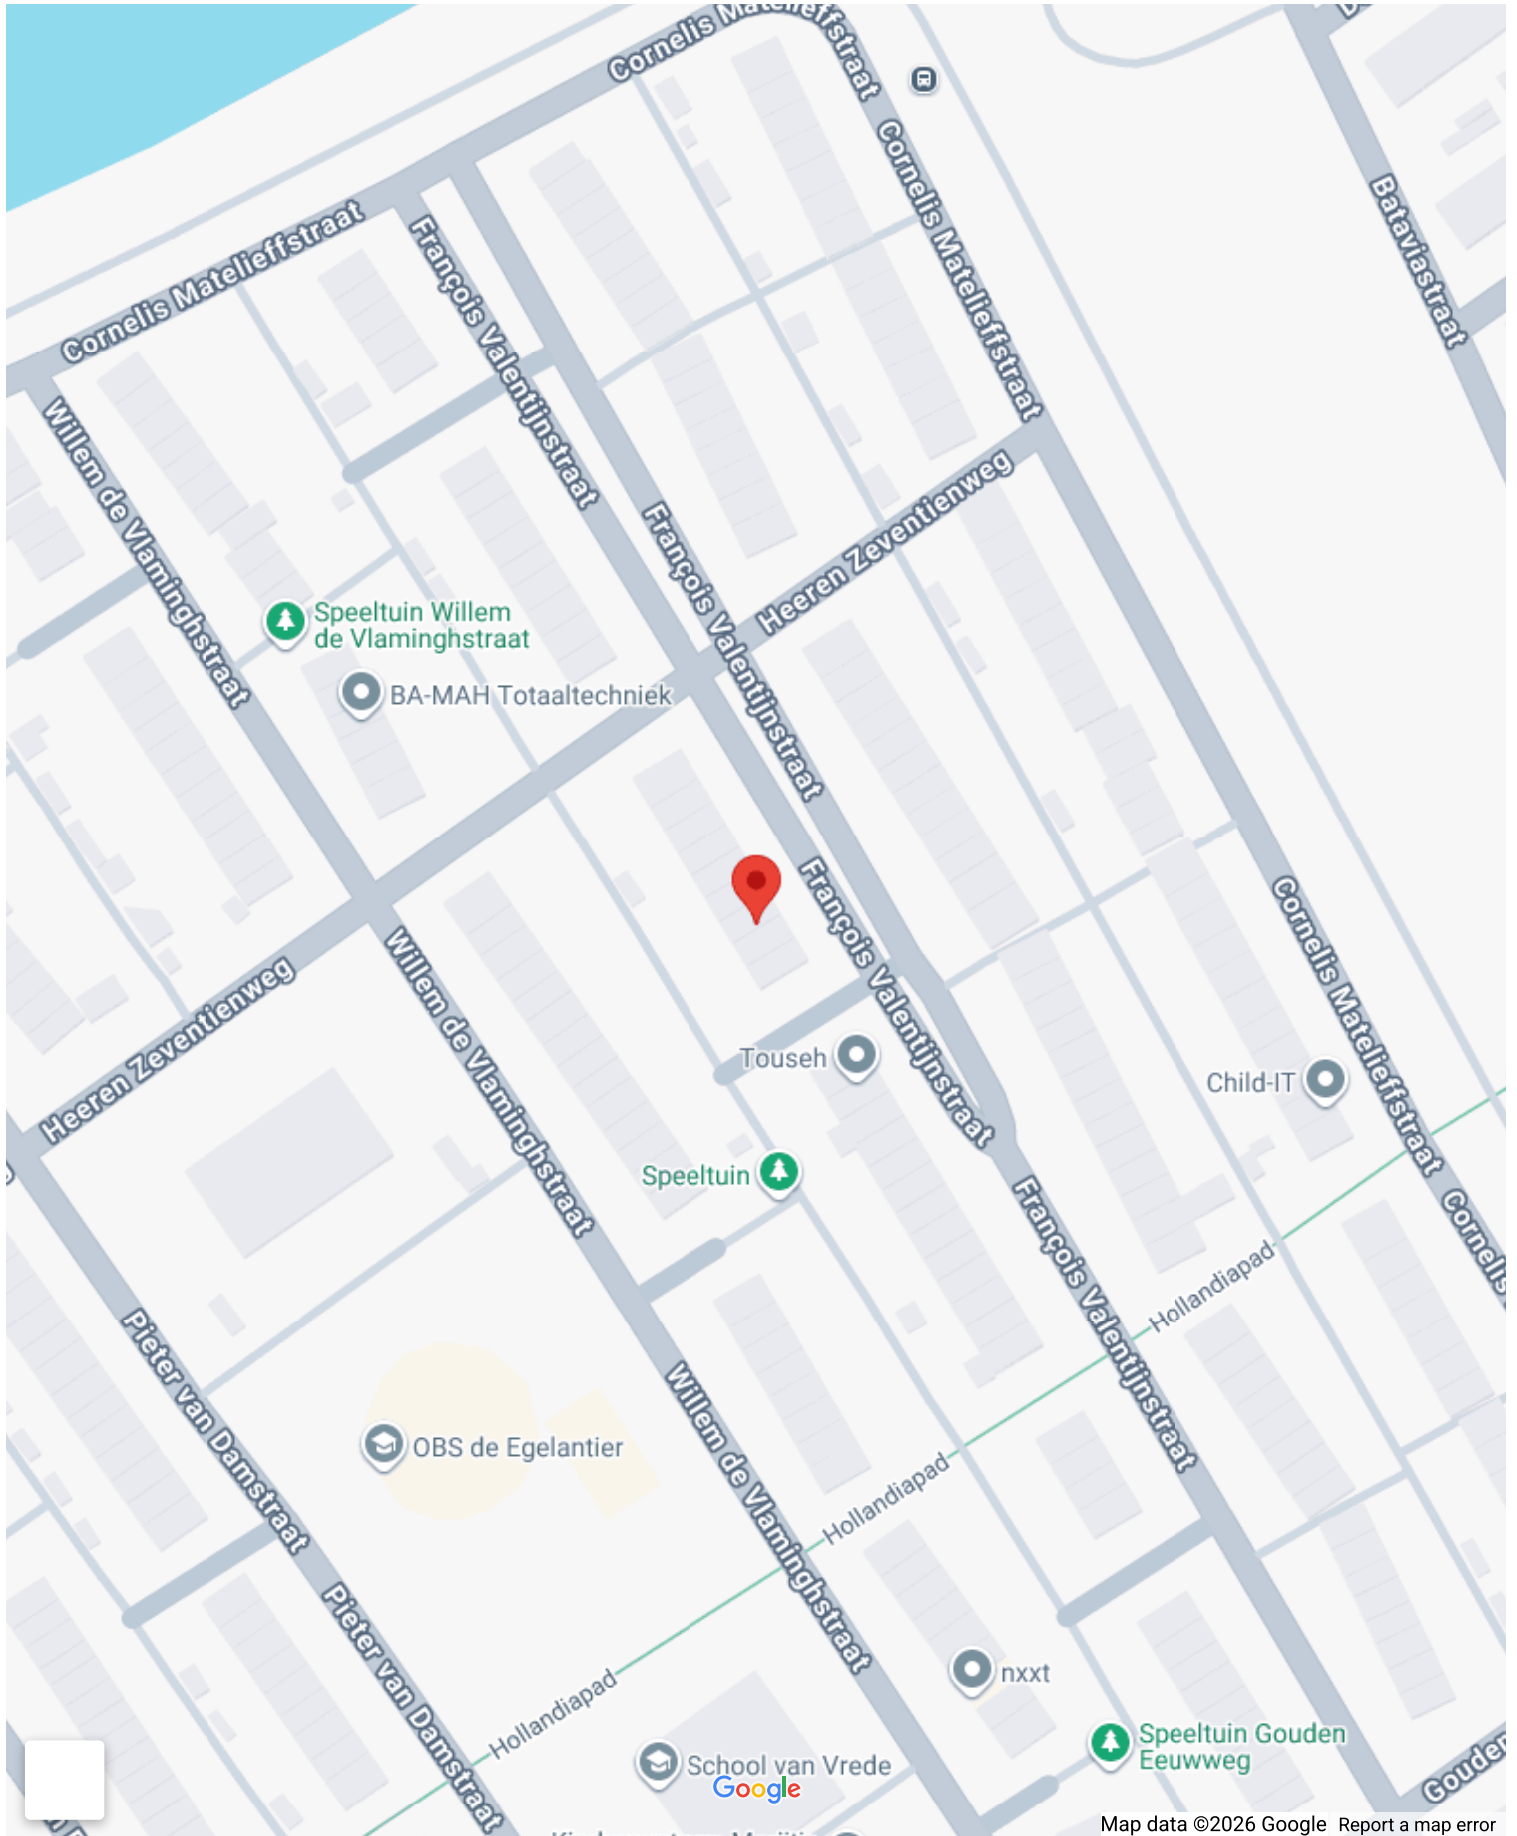 Cornelis Matelieffstraat
Cornelis Matelieffstraat
Cornelis Matelieffstraat
François Valentijnstraat
Bataviastraat
Willem de Vlaminghstraat
Heeren Zeventienweg
François Valentijnstraat
Speeltuin Willem
de Vlaminghstraat
BA-MAH Totaaltechniek
François Valentijnstraat
Cornelis Matelieffstraat
Willem de Vlaminghstraat
Heeren Zeventienweg
Touseh
Child-IT
Speeltuin
François Valentijnstraat
Cornelis
Hollandiapad
Pieter van Damstraat
OBS de Egelantier
Willem de Vlaminghstraat
Hollandiapad
Pieter van Damstraat
Hollandiapad
nxxt
School van Vrede
Speeltuin Gouden
Eeuwweg
Gouden
Google
Map data ©2026 Google
Report a map error